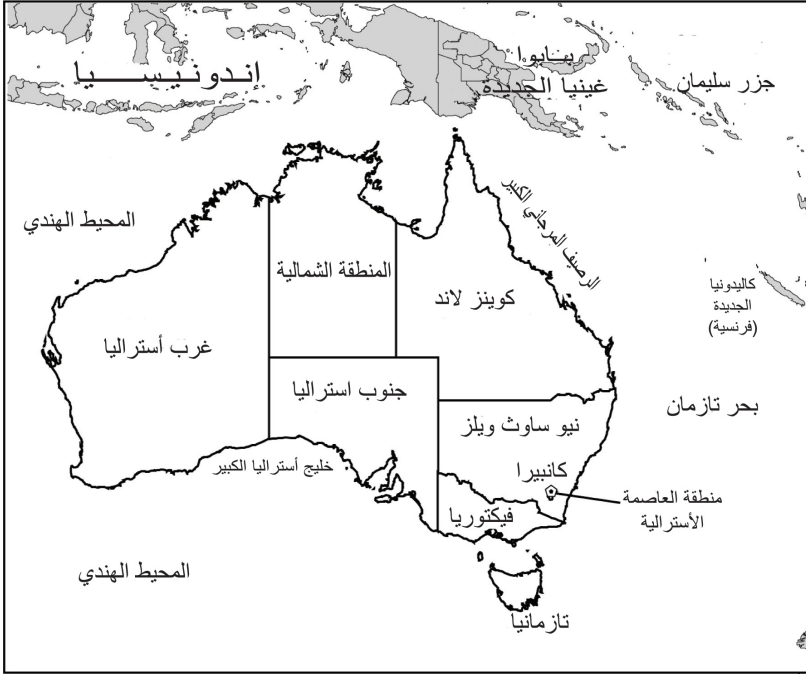 بابوا
اندونيسيا
غينيا الجديدة
جزر سليمان
الرصيف المرجاني الكبير
المحيط الهندي
المنطقة الشمالية
كوينز لاند
كاليدونيا
الجديدة
(فرنسية)
غرب أستراليا
جنوب استراليا
بحر تازمان
نيو ساوث ويلز
خليج أستراليا الكبير
كانبيرا
منطقة العاصمة
الأسترالية
فيكتوريا
المحيط الهندي
تازمانيا